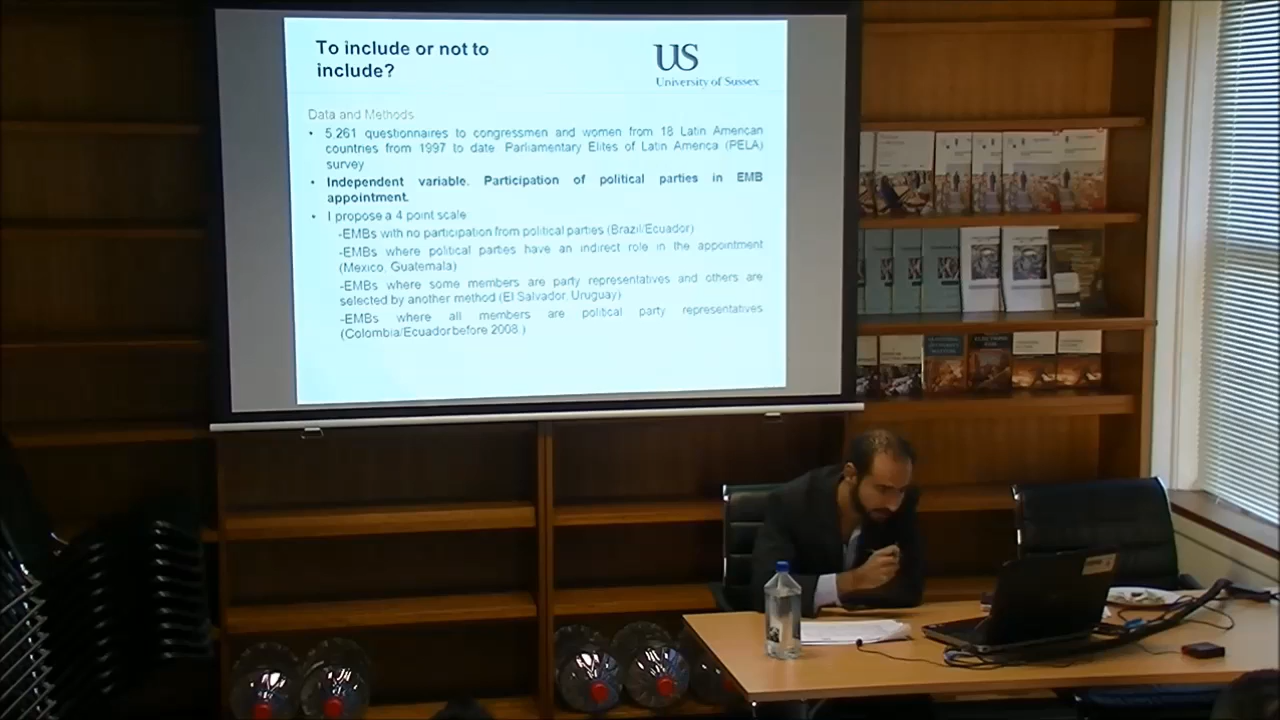 To include or not to
include?
US
University of Sussex
Data and Methods
• 5,261 questionnaires to congressmen and women from 18 Latin American
countries from 1997 to date Parliamentary Elites of Latin America (PELA)
survey
• Independent variable. Participation of political parties in EMB
appointment.
• I propose a 4 point scale
-EMBs with no participation from political parties (Brazil/Ecuador)
-EMBs where political parties have an indirect role in the appointment
(Mexico, Guatemala)
-EMBs where some members are party representatives and others are
selected by another method (El Salvador, Uruguay)
-EMBs where all members are political party representatives
(Colombia/Ecuador before 2008.)